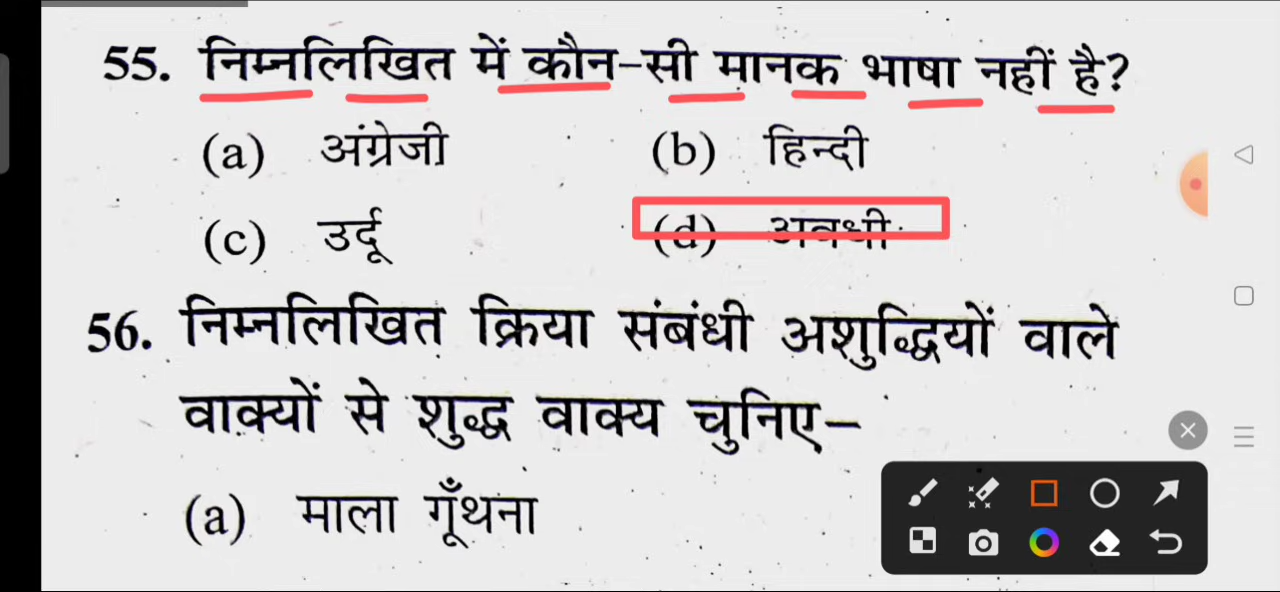 55. निम्नलिखित में कौन-सी मानक भाषा नहीं है?
(a) अंग्रेजी (b) हिन्दी
(c) उर्दू (d) अवधी
56. निम्नलिखित क्रिया संबंधी अशुद्धियों वाले
वाक्यों से शुद्ध वाक्य चुनिए–
(a) माला गूँथना